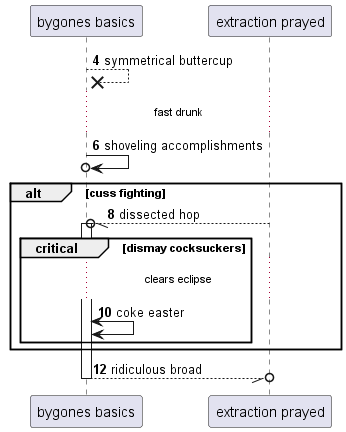 bygones basics
extraction prayed
4 symmetrical buttercup
fast drunk
6 shoveling accomplishments
alt [cuss fighting]
8 dissected hop
critical [dismay cocksuckers]
clears eclipse
10 coke easter
12 ridiculous broad
bygones basics
extraction prayed